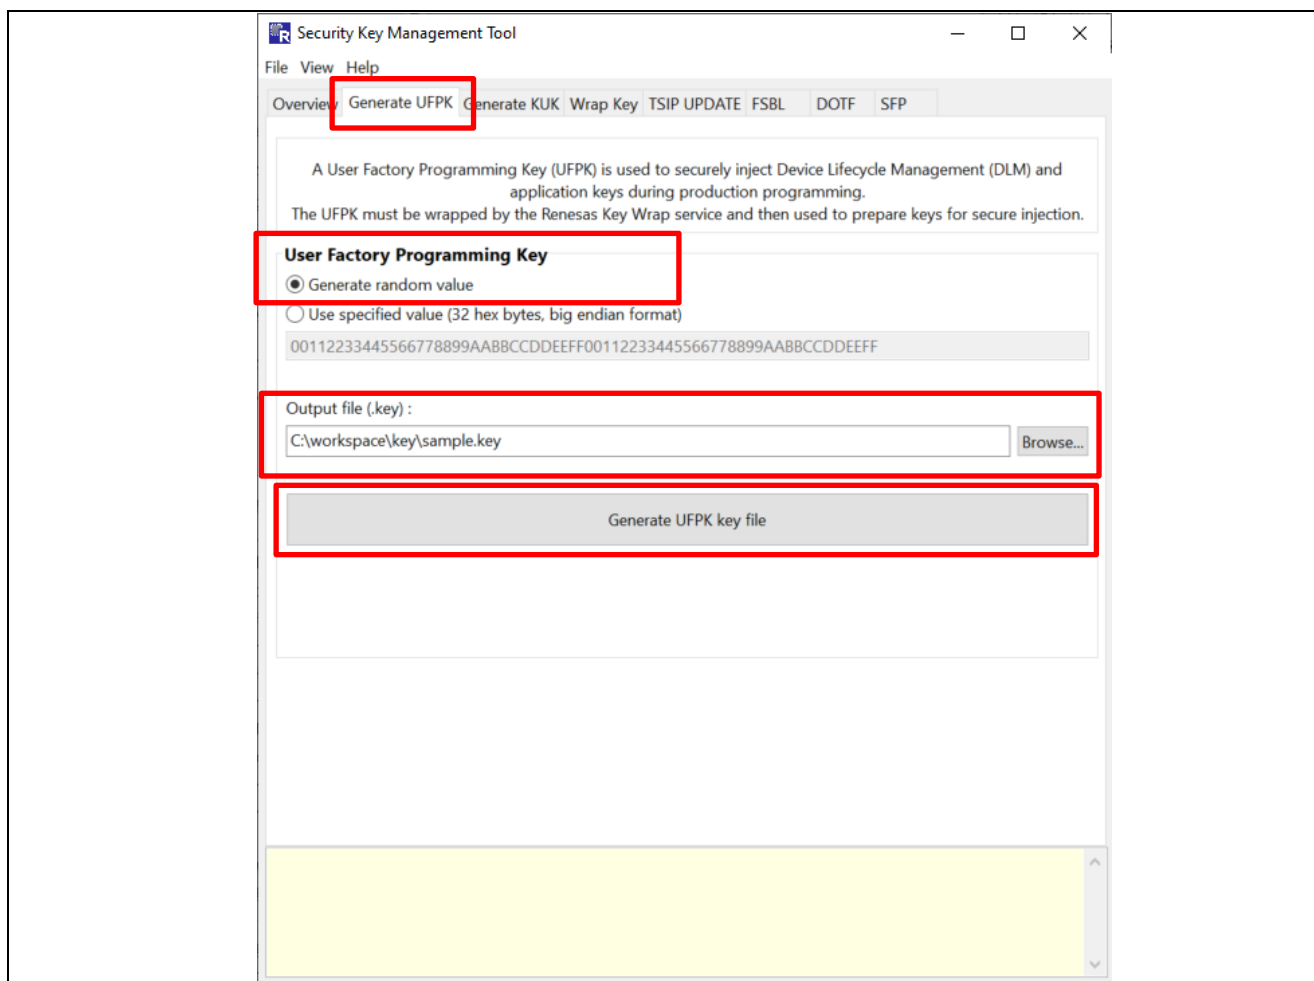 Security Key Management Tool
File View Help
Overview Generate UFPK Generate KUK Wrap Key TSIP UPDATE FSBL DOTF SFP
A User Factory Programming Key (UFPK) is used to securely inject Device Lifecycle Management (DLM) and
application keys during production programming.
The UFPK must be wrapped by the Renesas Key Wrap service and then used to prepare keys for secure injection.
User Factory Programming Key
Generate random value
Use specified value (32 hex bytes, big endian format)
00112233445566778899AABBCCDDEEFF00112233445566778899AABBCCDDEEFF
Output file (.key) :
C:\workspace\key\sample.key
Browse...
Generate UFPK key file